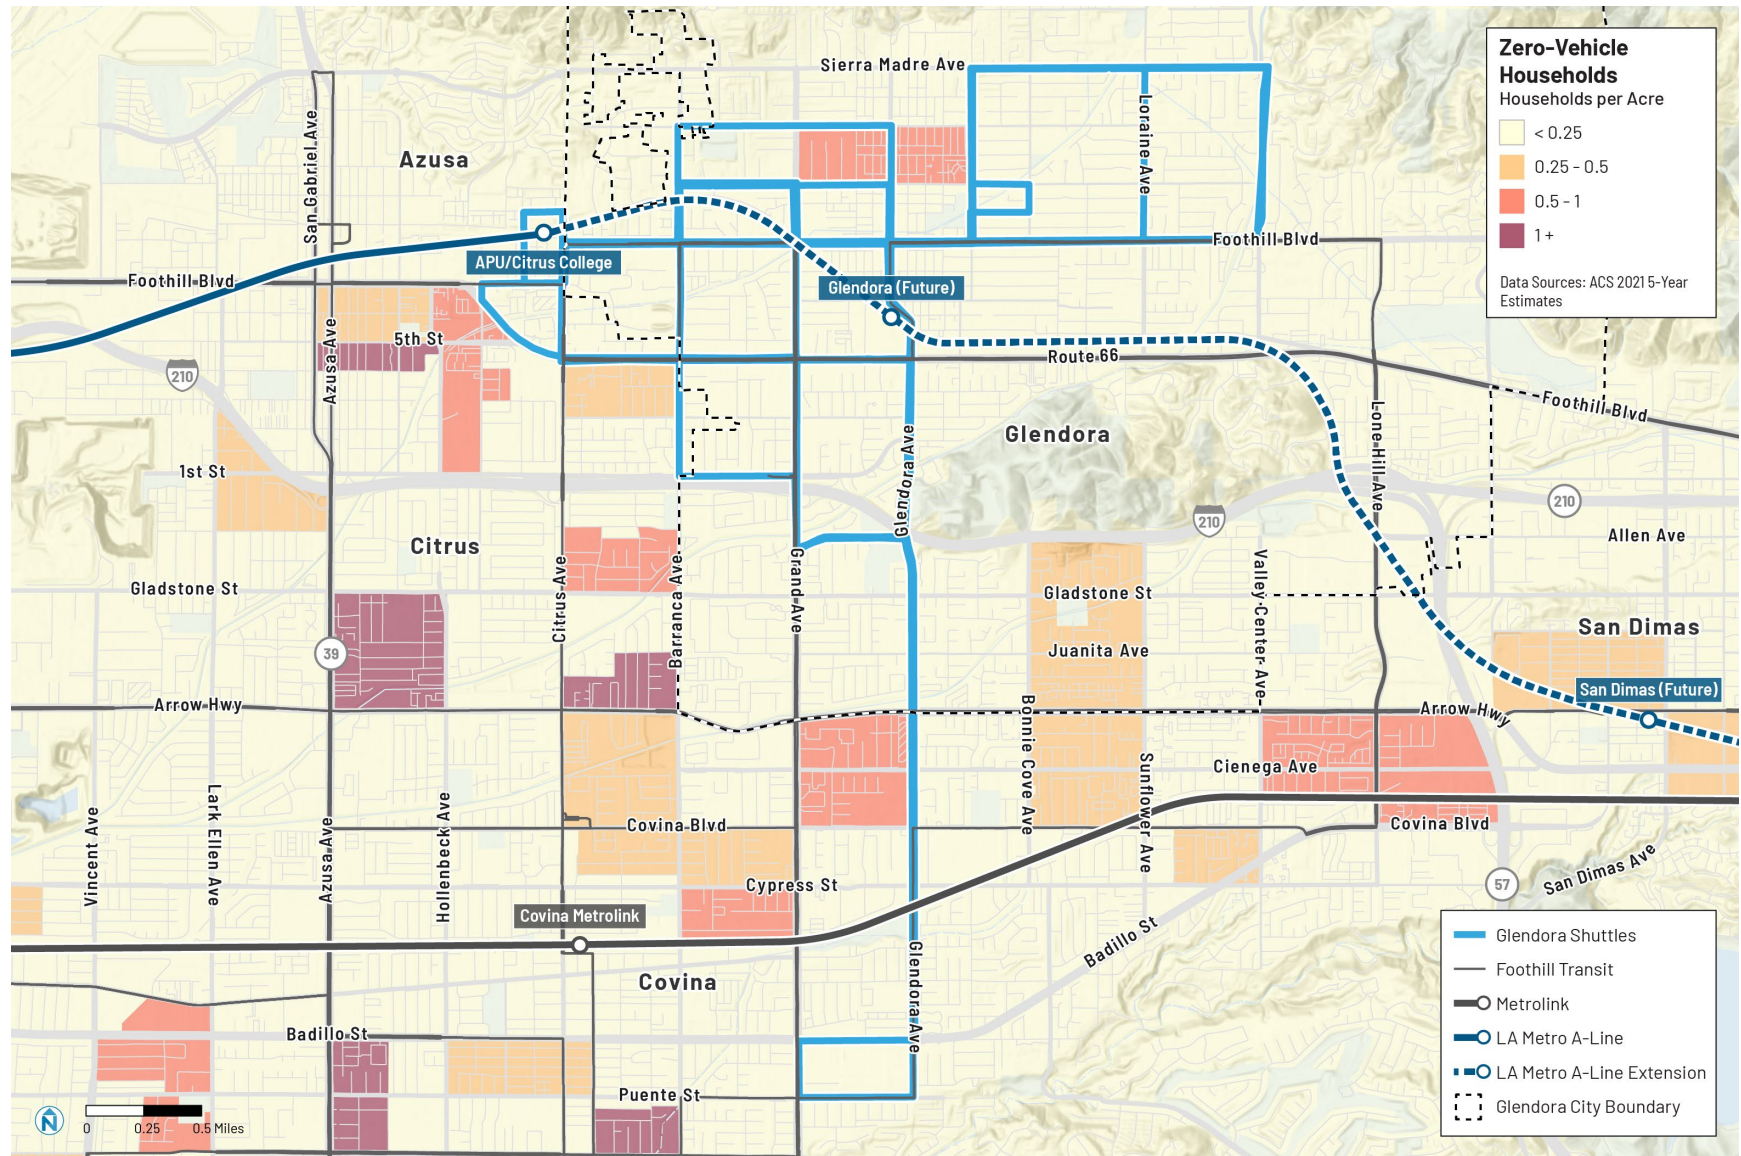 Sierra Madre Ave
Zero-Vehicle
Households
Households per Acre
< 0.25
0.25 - 0.5
0.5 - 1
1 +
Data Sources: ACS 2021 5-Year
Estimates
San Gabriel Ave
Azusa
Loraine Ave
Foothill Blvd
APU/Citrus College
Foothill Blvd
Glendora (Future)
5th St
Azusa Ave
210
Route 66
Foothill Blvd
Lone Hill Ave
Glendora
Glendora Ave
1st St
210
210
Allen Ave
Citrus
Gladstone St
Citrus Ave
Barranca Ave
Grand Ave
Gladstone St
Valley Center Ave
San Dimas
39
Juanita Ave
San Dimas (Future)
Arrow Hwy
Arrow Hwy
Bonnie Cove Ave
Sunflower Ave
Cienega Ave
Vincent Ave
Lark Ellen Ave
Azusa Ave
Hollenbeck Ave
Covina Blvd
Covina Blvd
San Dimas Ave
57
Cypress St
Covina Metrolink
Badillo St
Glendora Ave
Covina
Badillo St
Puente St
Glendora Shuttles
Foothill Transit
Metrolink
LA Metro A-Line
LA Metro A-Line Extension
Glendora City Boundary
N
0 0.25 0.5 Miles